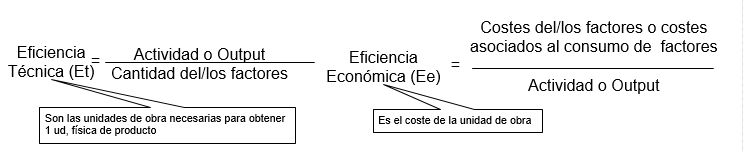 Eficiencia
Técnica (Et)
=
Actividad o Output
Cantidad del/los factores
Son las unidades de obra necesarias para obtener
1 ud, física de producto
Eficiencia
Económica (Ee)
=
Costes del/los factores o costes
asociados al consumo de factores
Actividad o Output
Es el coste de la unidad de obra